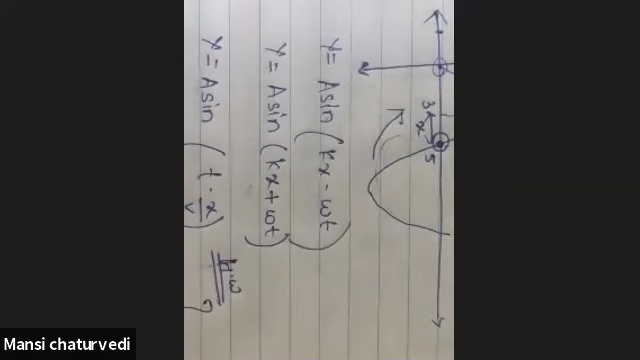 3 x 5
y = A sin (kx - ωt)
y = A sin (kx + ωt)
y = A sin (t - x/v)
H.W
?
Mansi chaturvedi